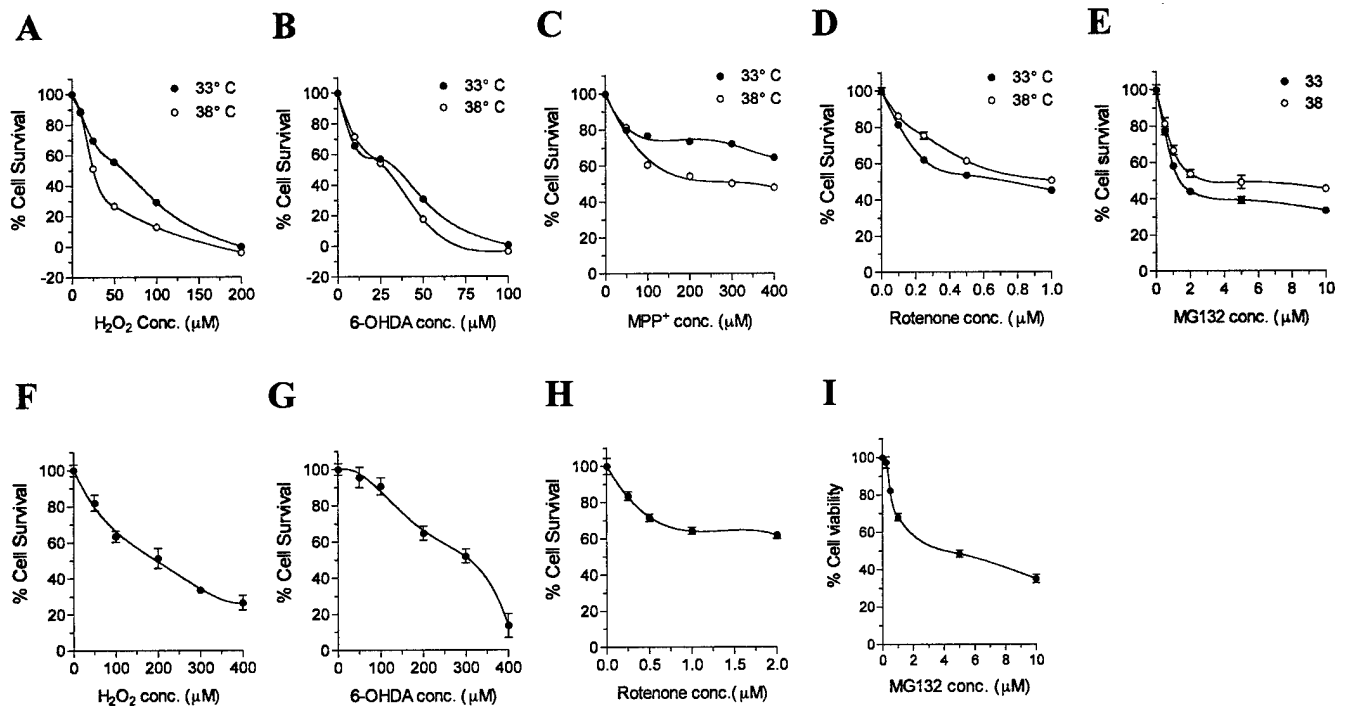 A
● 33° C
○ 38° C
% Cell Survival
100
80
60
40
20
0
-20
0 50 100 150 200
H₂O₂ Conc. (μM)
B
● 33° C
○ 38° C
% Cell Survival
100
80
60
40
20
0
-20
0 25 50 75 100
6-OHDA conc. (μM)
C
● 33° C
○ 38° C
% Cell Survival
100
80
60
40
20
0
0 100 200 300 400
MPP⁺ conc. (μM)
D
● 33° C
○ 38° C
% Cell Survival
100
80
60
40
20
0
0.0 0.2 0.4 0.6 0.8 1.0
Rotenone conc. (μM)
E
● 33
○ 38
% Cell survival
100
80
60
40
20
0
0 2 4 6 8 10
MG132 conc. (μM)
F
% Cell Survival
100
80
60
40
20
0
0 100 200 300 400
H₂O₂ conc. (μM)
G
% Cell Survival
100
80
60
40
20
0
0 100 200 300 400
6-OHDA conc. (μM)
H
% Cell Survival
100
80
60
40
20
0
0.0 0.5 1.0 1.5 2.0
Rotenone conc.(μM)
I
% Cell viability
100
80
60
40
20
0
0 2 4 6 8 10
MG132 conc. (μM)